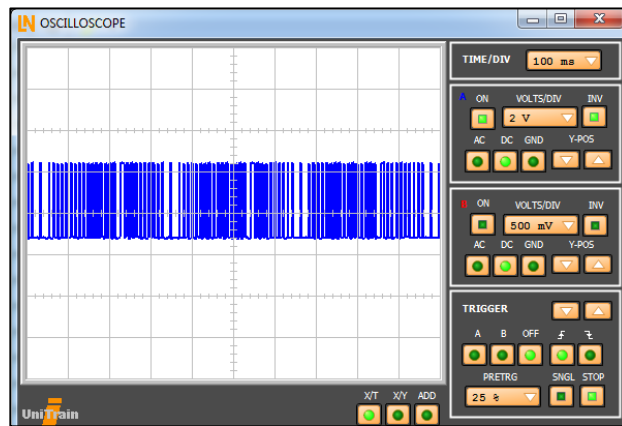 LN OSCILLOSCOPE
TIME/DIV 100 ms
A ON VOLTS/DIV INV
2 V
AC DC GND Y-POS
B ON VOLTS/DIV INV
500 mV
AC DC GND Y-POS
TRIGGER
A B OFF
PRETRG SNGL STOP
25 %
X/T X/Y ADD
UniTrain